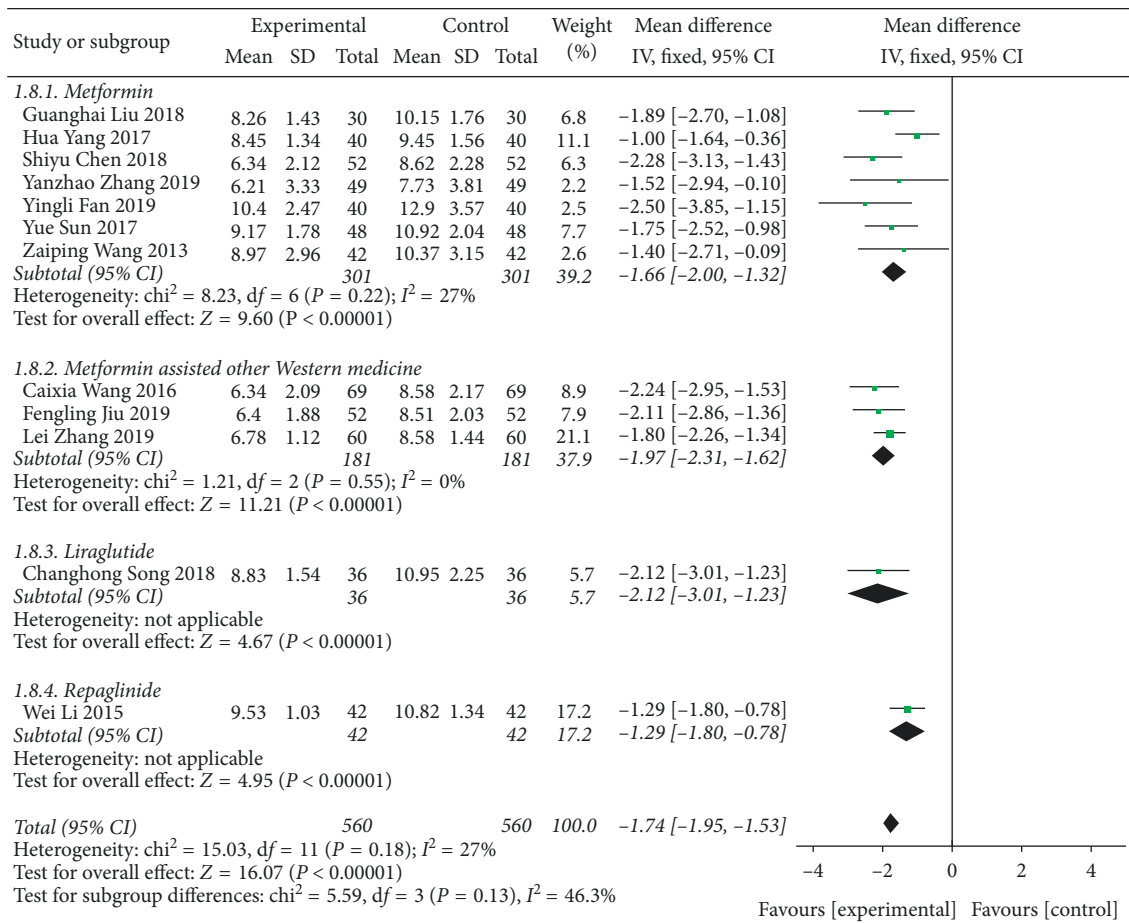 Study or subgroup Experimental Control Weight (%) Mean difference Mean difference
Mean SD Total Mean SD Total IV, fixed, 95% CI IV, fixed, 95% CI
1.8.1. Metformin
Guanghai Liu 2018 8.26 1.43 30 10.15 1.76 30 6.8 −1.89 [−2.70, −1.08]
Hua Yang 2017 8.45 1.34 40 9.45 1.56 40 11.1 −1.00 [−1.64, −0.36]
Shiyu Chen 2018 6.34 2.12 52 8.62 2.28 52 6.3 −2.28 [−3.13, −1.43]
Yanzhao Zhang 2019 6.21 3.33 49 7.73 3.81 49 2.2 −1.52 [−2.94, −0.10]
Yingli Fan 2019 10.4 2.47 40 12.9 3.57 40 2.5 −2.50 [−3.85, −1.15]
Yue Sun 2017 9.17 1.78 48 10.92 2.04 48 7.7 −1.75 [−2.52, −0.98]
Zaiping Wang 2013 8.97 2.96 42 10.37 3.15 42 2.6 −1.40 [−2.71, −0.09]
Subtotal (95% CI) 301 301 39.2 −1.66 [−2.00, −1.32]
Heterogeneity: chi² = 8.23, df = 6 (P = 0.22); I² = 27%
Test for overall effect: Z = 9.60 (P < 0.00001)
1.8.2. Metformin assisted other Western medicine
Caixia Wang 2016 6.34 2.09 69 8.58 2.17 69 8.9 −2.24 [−2.95, −1.53]
Fengling Jiu 2019 6.4 1.88 52 8.51 2.03 52 7.9 −2.11 [−2.86, −1.36]
Lei Zhang 2019 6.78 1.12 60 8.58 1.44 60 21.1 −1.80 [−2.26, −1.34]
Subtotal (95% CI) 181 181 37.9 −1.97 [−2.31, −1.62]
Heterogeneity: chi² = 1.21, df = 2 (P = 0.55); I² = 0%
Test for overall effect: Z = 11.21 (P < 0.00001)
1.8.3. Liraglutide
Changhong Song 2018 8.83 1.54 36 10.95 2.25 36 5.7 −2.12 [−3.01, −1.23]
Subtotal (95% CI) 36 36 5.7 −2.12 [−3.01, −1.23]
Heterogeneity: not applicable
Test for overall effect: Z = 4.67 (P < 0.00001)
1.8.4. Repaglinide
Wei Li 2015 9.53 1.03 42 10.82 1.34 42 17.2 −1.29 [−1.80, −0.78]
Subtotal (95% CI) 42 42 17.2 −1.29 [−1.80, −0.78]
Heterogeneity: not applicable
Test for overall effect: Z = 4.95 (P < 0.00001)
Total (95% CI) 560 560 100.0 −1.74 [−1.95, −1.53]
Heterogeneity: chi² = 15.03, df = 11 (P = 0.18); I² = 27%
Test for overall effect: Z = 16.07 (P < 0.00001)
Test for subgroup differences: chi² = 5.59, df = 3 (P = 0.13), I² = 46.3%
−4 −2 0 2 4
Favours [experimental] Favours [control]